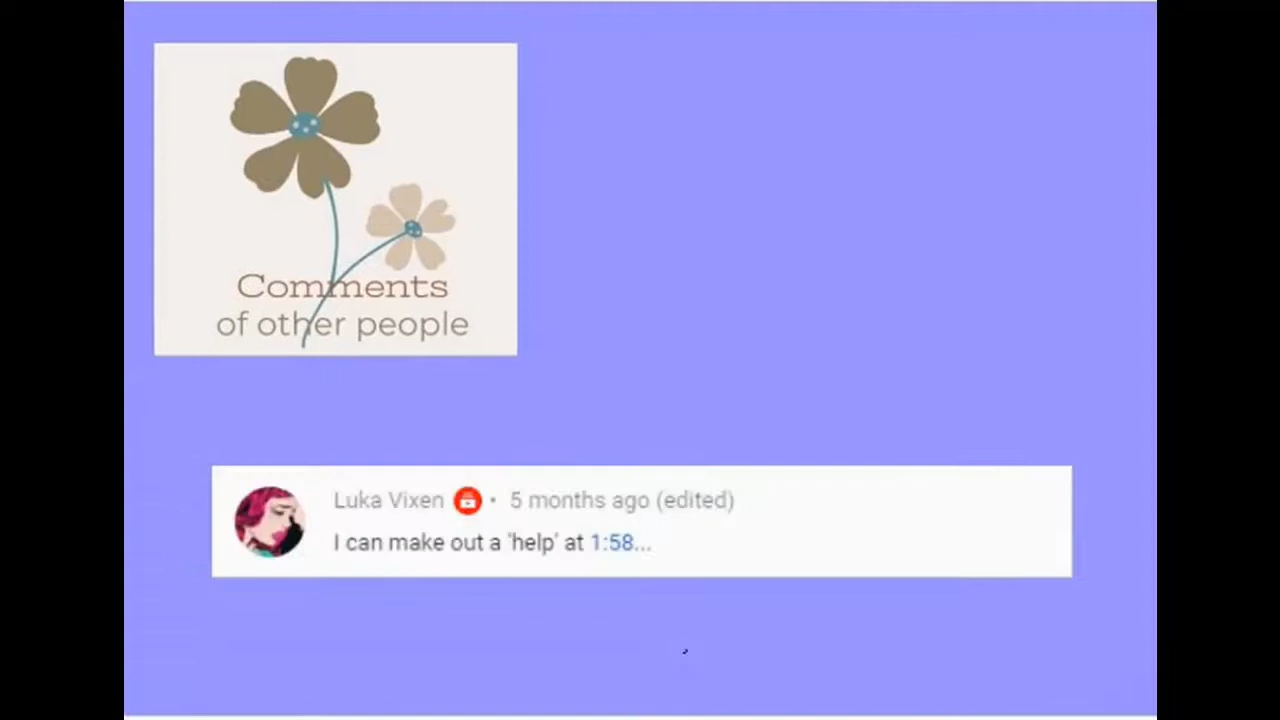 Comments
of other people
Luka Vixen • 5 months ago (edited)
I can make out a 'help' at 1:58...